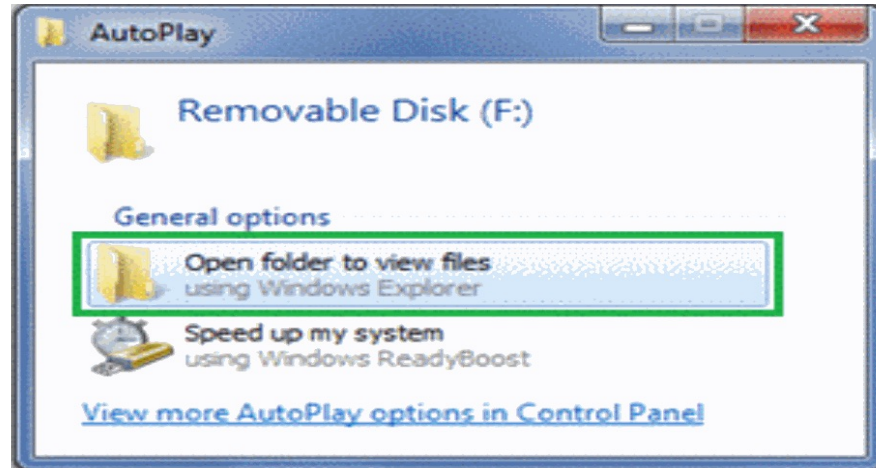 AutoPlay
Removable Disk (F:)
General options
Open folder to view files
using Windows Explorer
Speed up my system
using Windows ReadyBoost
View more AutoPlay options in Control Panel